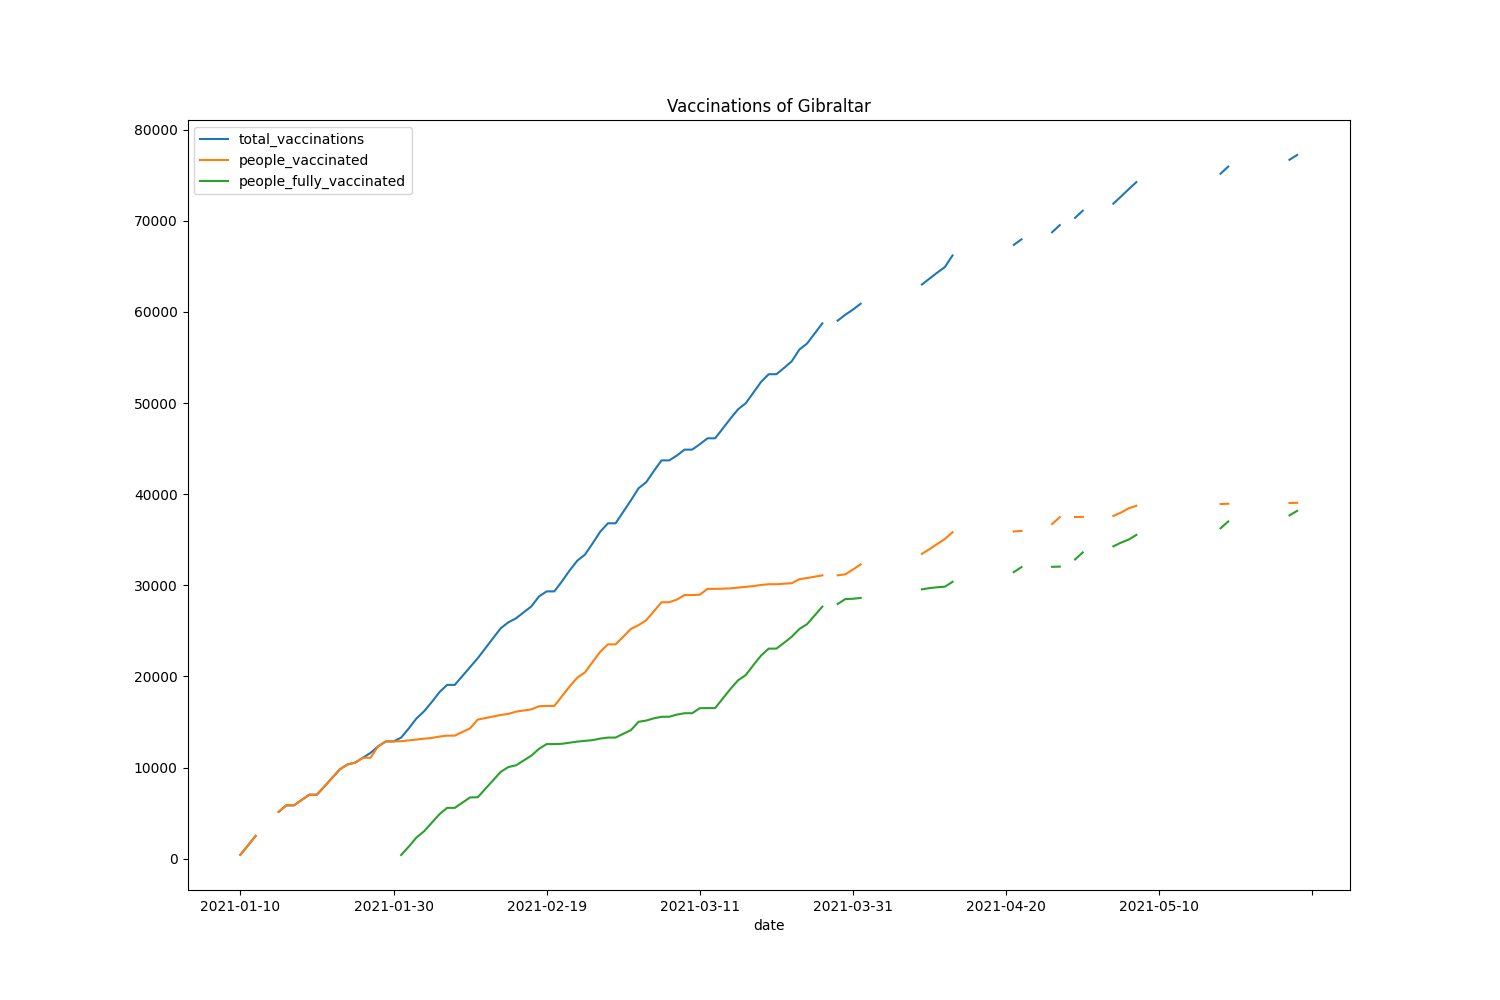 Vaccinations of Gibraltar
total_vaccinations
people_vaccinated
people_fully_vaccinated
80000
70000
60000
50000
40000
30000
20000
10000
0
2021-01-10 2021-01-30 2021-02-19 2021-03-11 2021-03-31 2021-04-20 2021-05-10
date